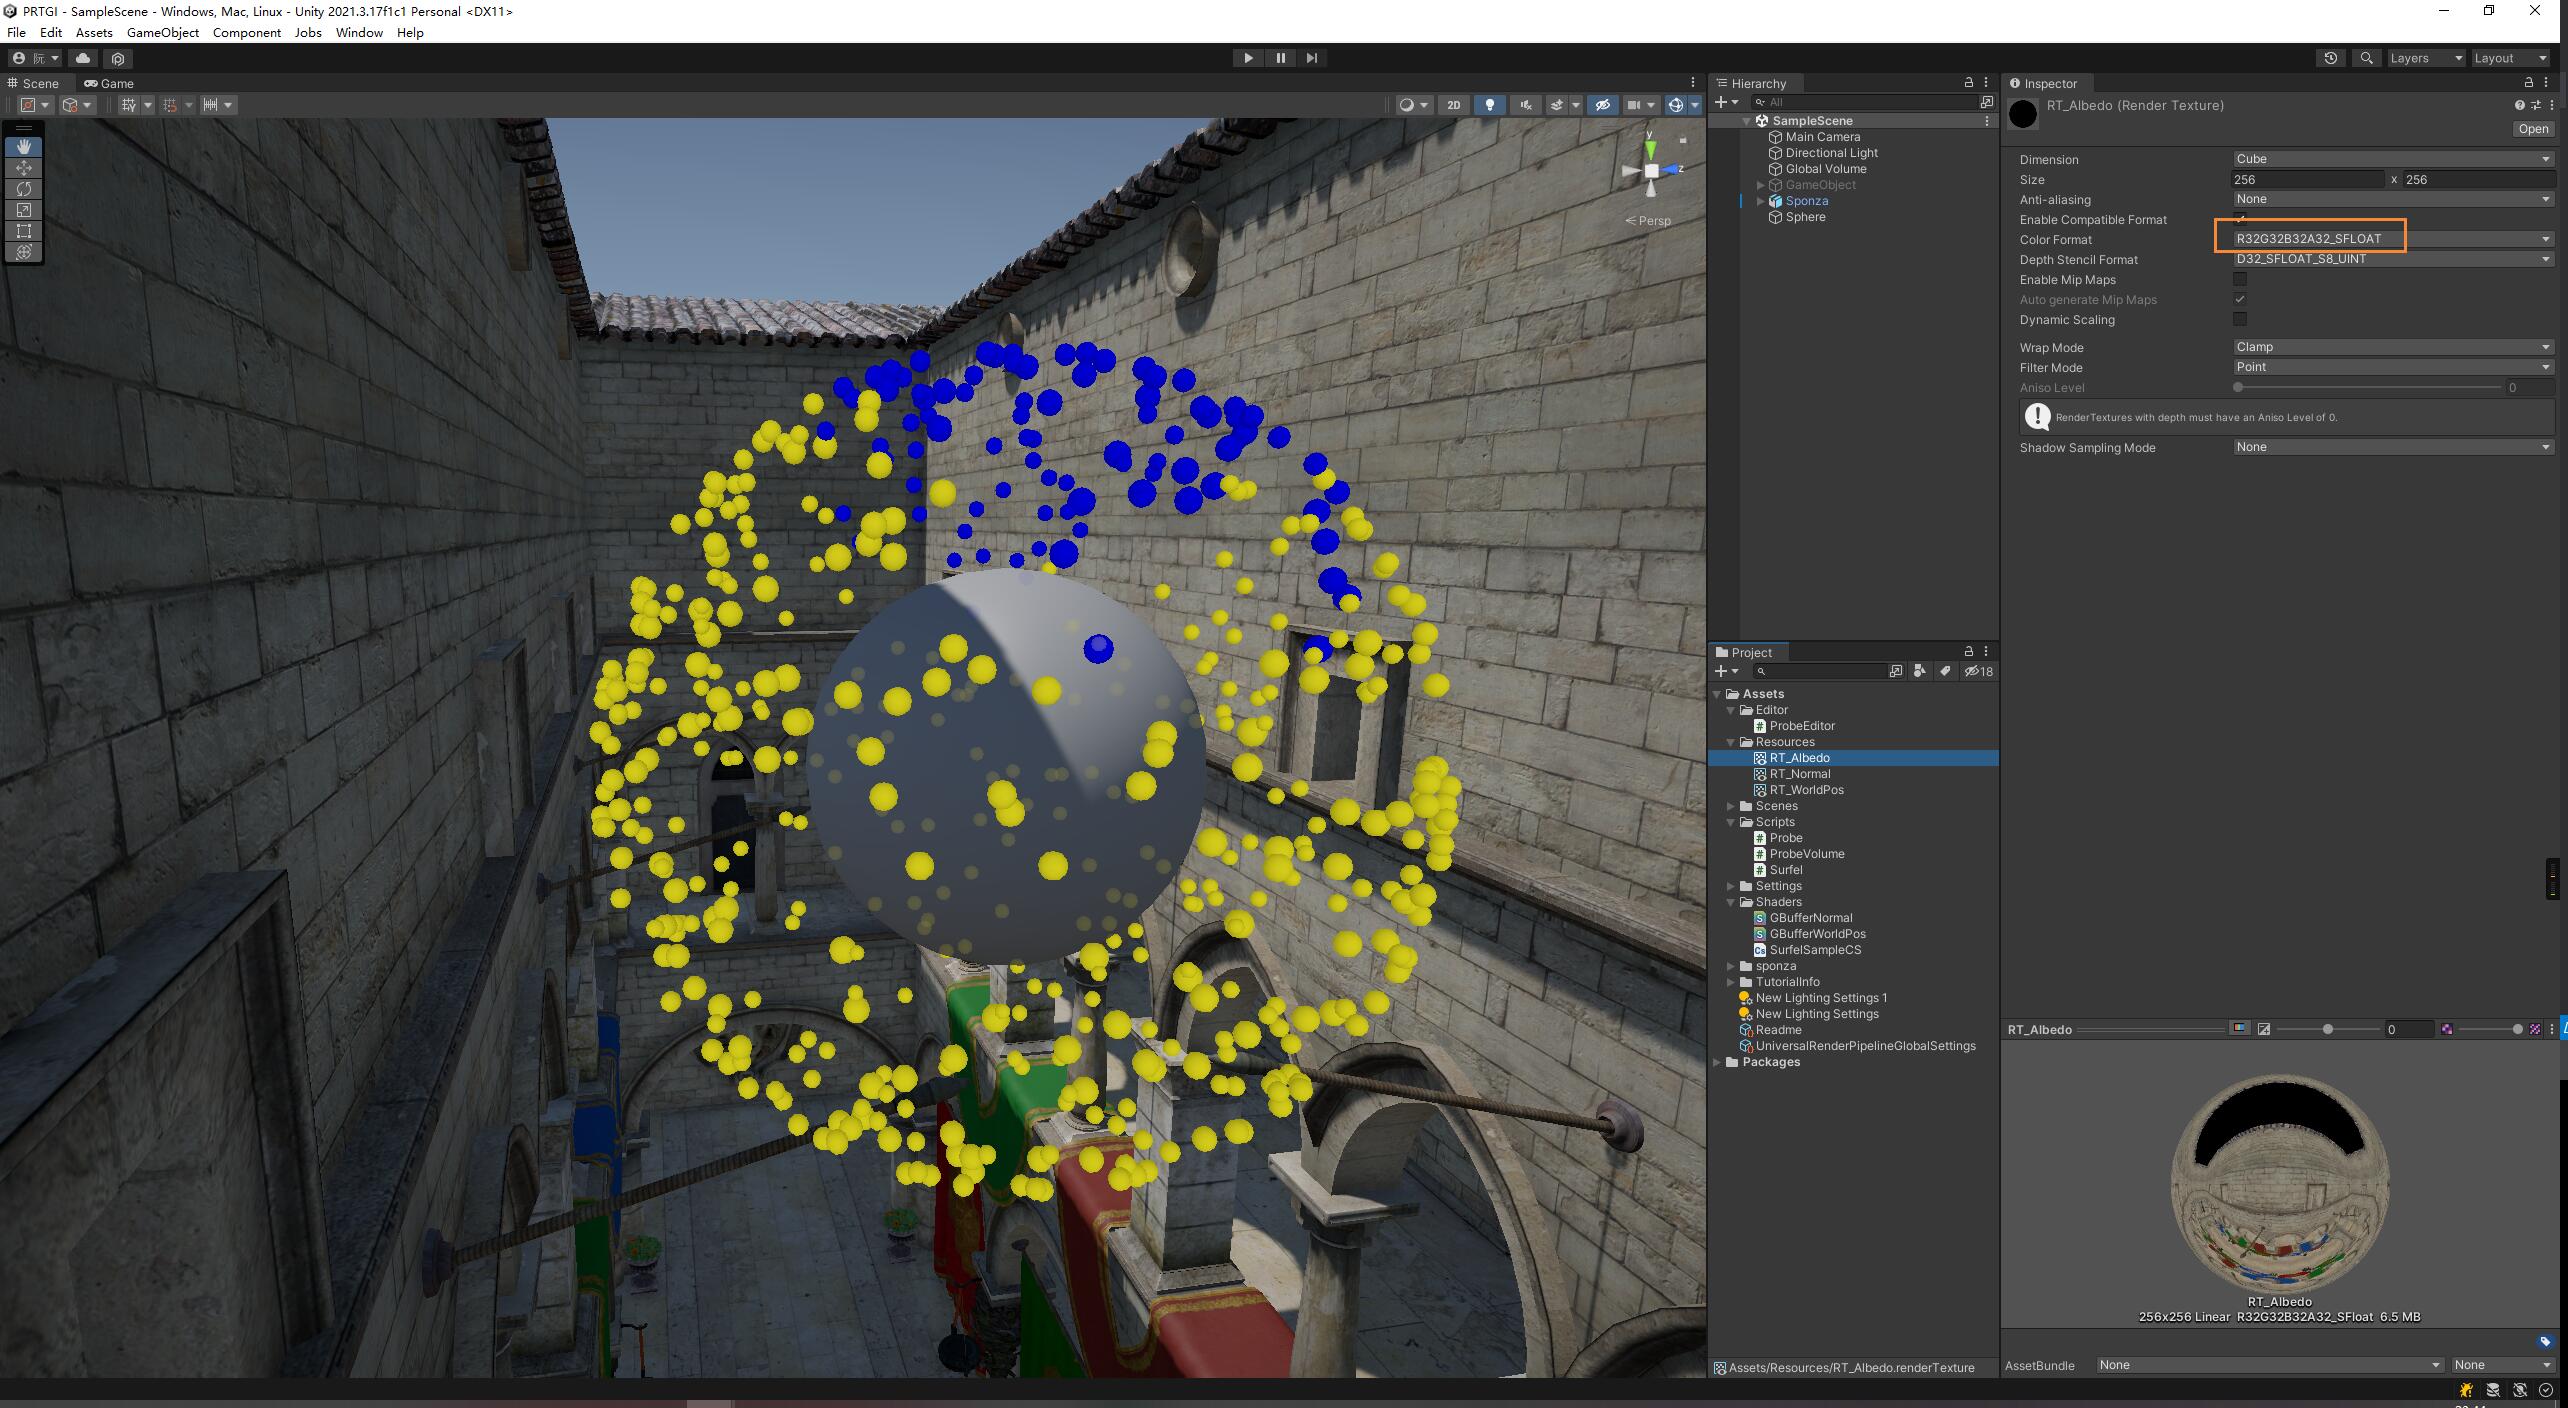 PRTGI - SampleScene - Windows, Mac, Linux - Unity 2021.3.17f1c1 Personal <DX11>
File Edit Assets GameObject Component Jobs Window Help
阮
Layers
Layout
Scene
Game
2D
y
z
Persp
Hierarchy
All
SampleScene
Main Camera
Directional Light
Global Volume
GameObject
Sponza
Sphere
Project
18
Assets
Editor
ProbeEditor
Resources
RT_Albedo
RT_Normal
RT_WorldPos
Scenes
Scripts
Probe
ProbeVolume
Surfel
Settings
Shaders
GBufferNormal
GBufferWorldPos
SurfelSampleCS
sponza
TutorialInfo
New Lighting Settings 1
New Lighting Settings
Readme
UniversalRenderPipelineGlobalSettings
Packages
Assets/Resources/RT_Albedo.renderTexture
Inspector
RT_Albedo (Render Texture)
Open
Dimension Cube
Size 256 x 256
Anti-aliasing None
Enable Compatible Format
Color Format R32G32B32A32_SFLOAT
Depth Stencil Format D32_SFLOAT_S8_UINT
Enable Mip Maps
Auto generate Mip Maps
Dynamic Scaling
Wrap Mode Clamp
Filter Mode Point
Aniso Level 0
RenderTextures with depth must have an Aniso Level of 0.
Shadow Sampling Mode None
RT_Albedo 0
RT_Albedo
256x256 Linear R32G32B32A32_SFloat 6.5 MB
AssetBundle None None